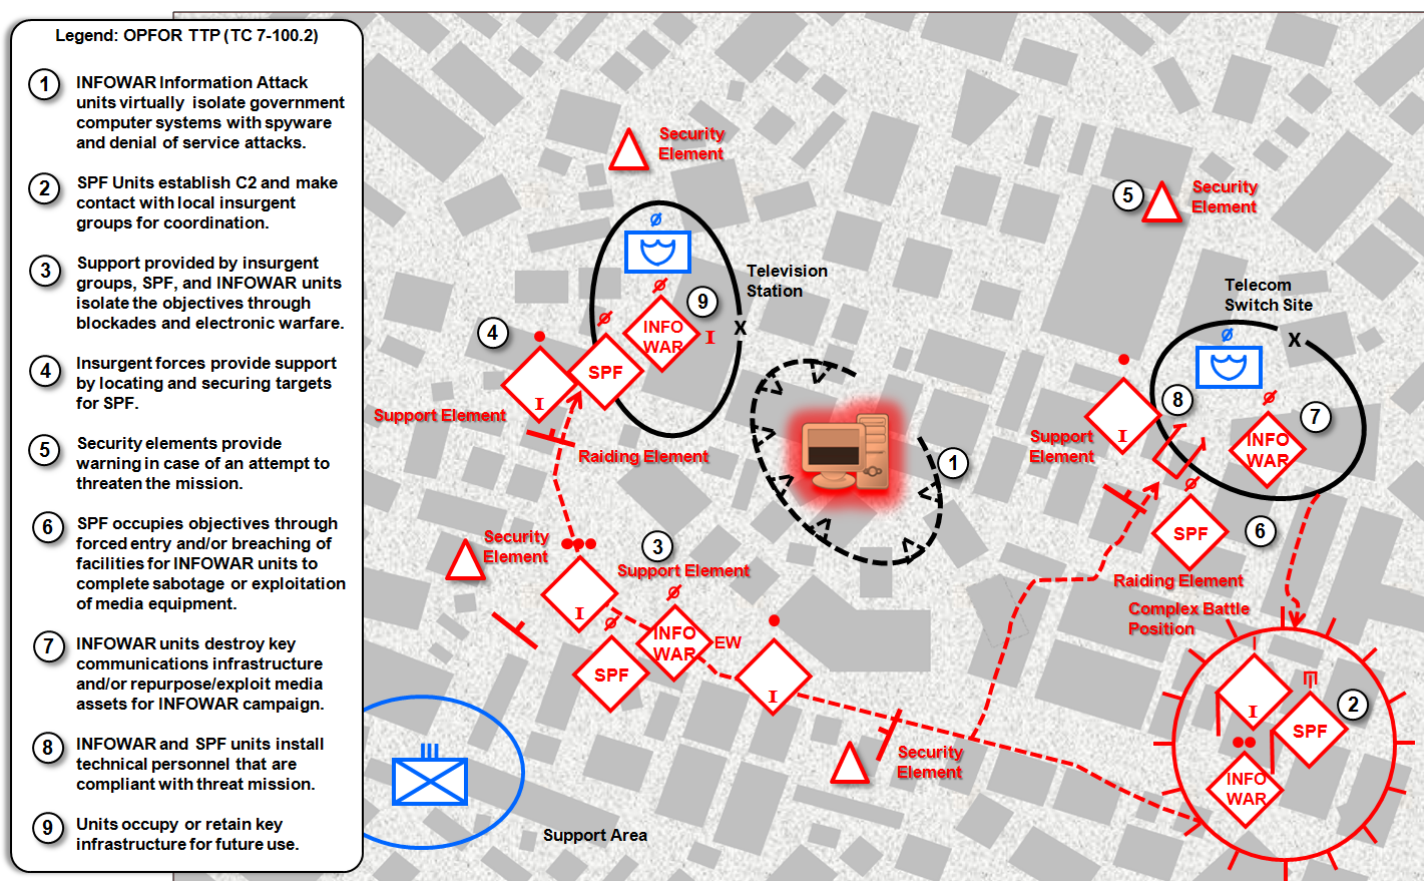 Legend: OPFOR TTP (TC 7-100.2)
1
INFOWAR Information Attack
units virtually isolate government
computer systems with spyware
and denial of service attacks.
2
SPF Units establish C2 and make
contact with local insurgent
groups for coordination.
3
Support provided by insurgent
groups, SPF, and INFOWAR units
isolate the objectives through
blockades and electronic warfare.
4
Insurgent forces provide support
by locating and securing targets
for SPF.
5
Security elements provide
warning in case of an attempt to
threaten the mission.
6
SPF occupies objectives through
forced entry and/or breaching of
facilities for INFOWAR units to
complete sabotage or exploitation
of media equipment.
7
INFOWAR units destroy key
communications infrastructure
and/or repurpose/exploit media
assets for INFOWAR campaign.
8
INFOWAR and SPF units install
technical personnel that are
compliant with threat mission.
9
Units occupy or retain key
infrastructure for future use.
Security
Element
5
Security
Element
Television
Station
Telecom
Switch Site
9
INFO
WAR
I
X
X
4
SPF
I
Support Element
Raiding Element
8
7
I
INFO
WAR
Support
Element
1
6
SPF
Raiding Element
Security
Element
3
Support Element
I
INFO
WAR
EW
SPF
I
Complex Battle
Position
I
2
SPF
INFO
WAR
Security
Element
Support Area